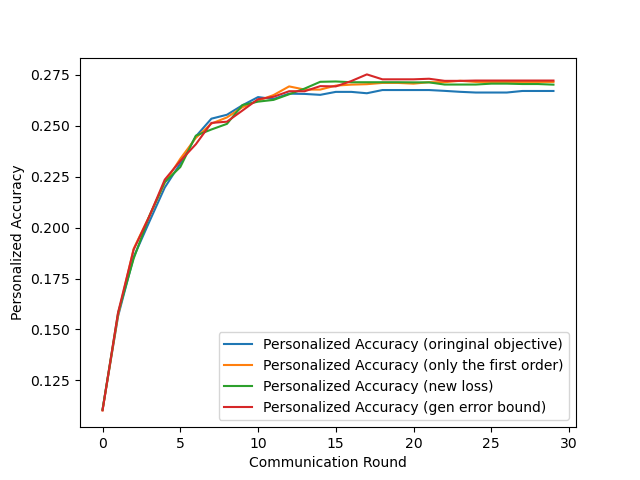 0.275
0.250
0.225
0.200
0.175
0.150
0.125
Personalized Accuracy
Personalized Accuracy (oringinal objective)
Personalized Accuracy (only the first order)
Personalized Accuracy (new loss)
Personalized Accuracy (gen error bound)
0 5 10 15 20 25 30
Communication Round